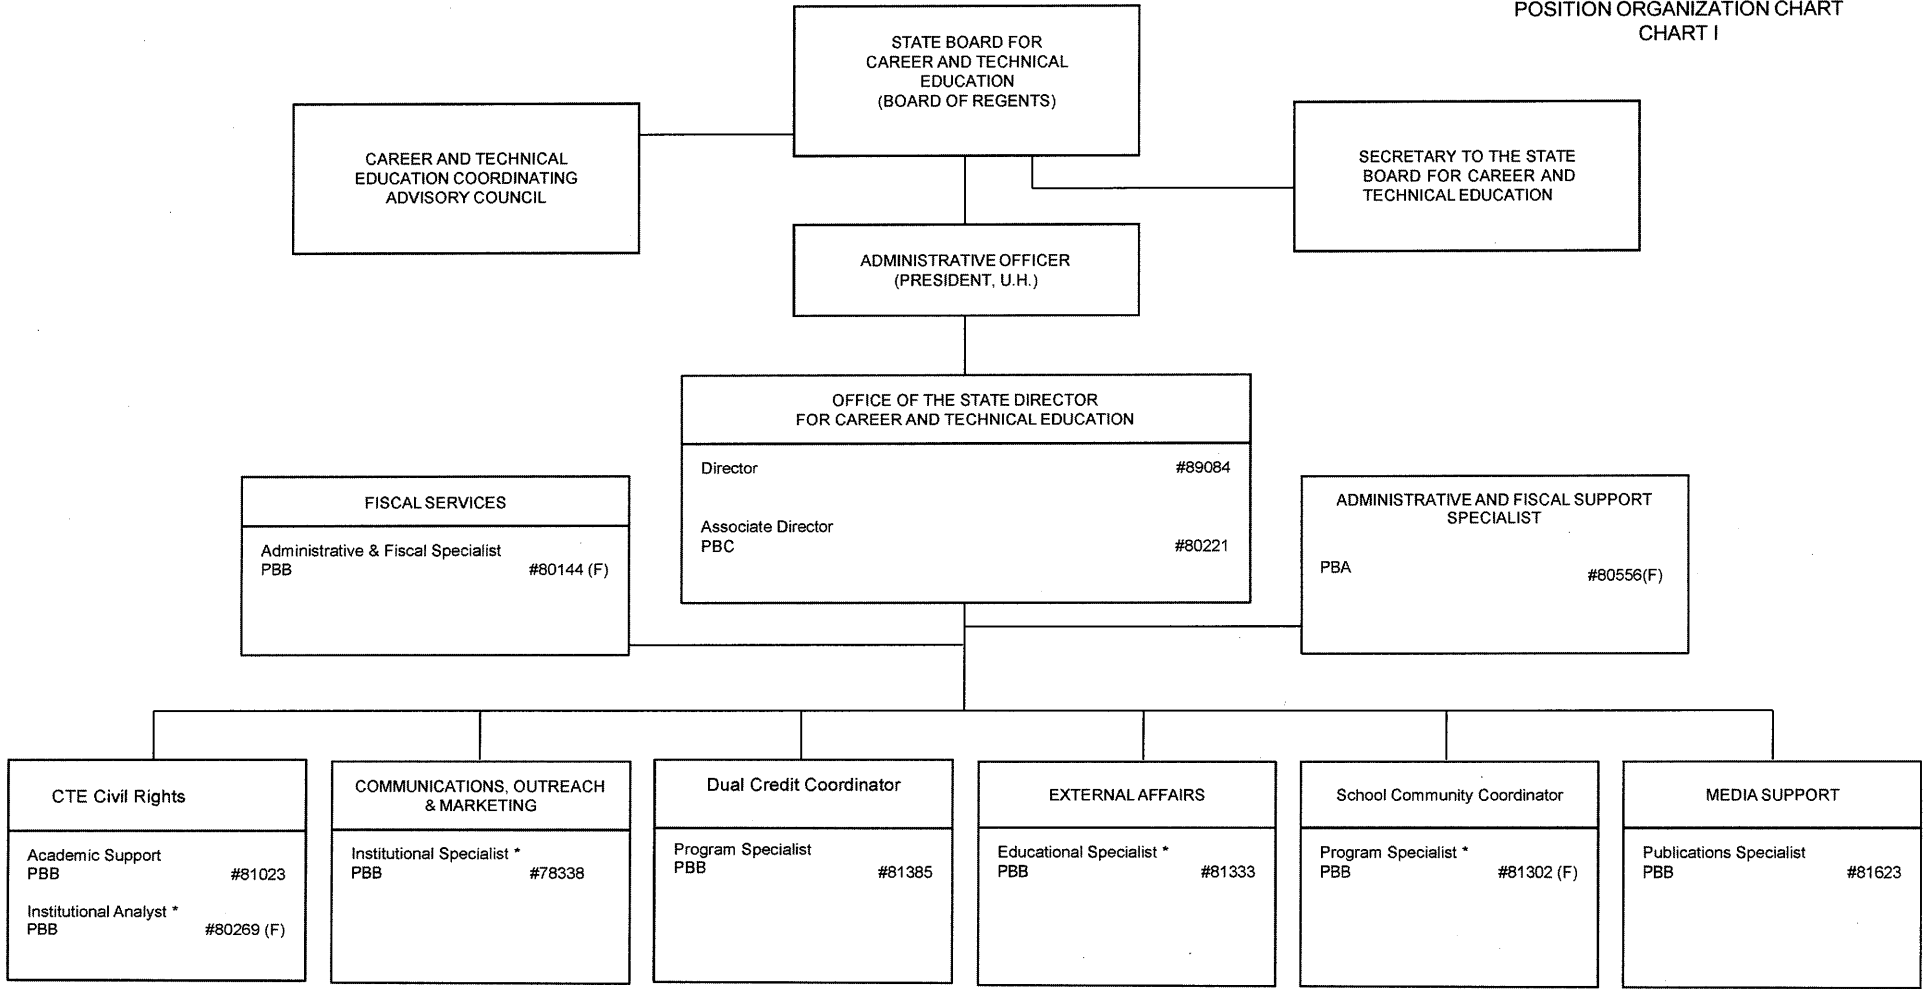 POSITION ORGANIZATION CHART
CHART I
STATE BOARD FOR
CAREER AND TECHNICAL
EDUCATION
(BOARD OF REGENTS)
CAREER AND TECHNICAL
EDUCATION COORDINATING
ADVISORY COUNCIL
SECRETARY TO THE STATE
BOARD FOR CAREER AND
TECHNICAL EDUCATION
ADMINISTRATIVE OFFICER
(PRESIDENT, U.H.)
OFFICE OF THE STATE DIRECTOR
FOR CAREER AND TECHNICAL EDUCATION
Director #89084
Associate Director
PBC #80221
FISCAL SERVICES
Administrative & Fiscal Specialist
PBB #80144 (F)
ADMINISTRATIVE AND FISCAL SUPPORT
SPECIALIST
PBA #80556(F)
CTE Civil Rights
Academic Support
PBB #81023
Institutional Analyst *
PBB #80269 (F)
COMMUNICATIONS, OUTREACH
& MARKETING
Institutional Specialist *
PBB #78338
Dual Credit Coordinator
Program Specialist
PBB #81385
EXTERNAL AFFAIRS
Educational Specialist *
PBB #81333
School Community Coordinator
Program Specialist *
PBB #81302 (F)
MEDIA SUPPORT
Publications Specialist
PBB #81623